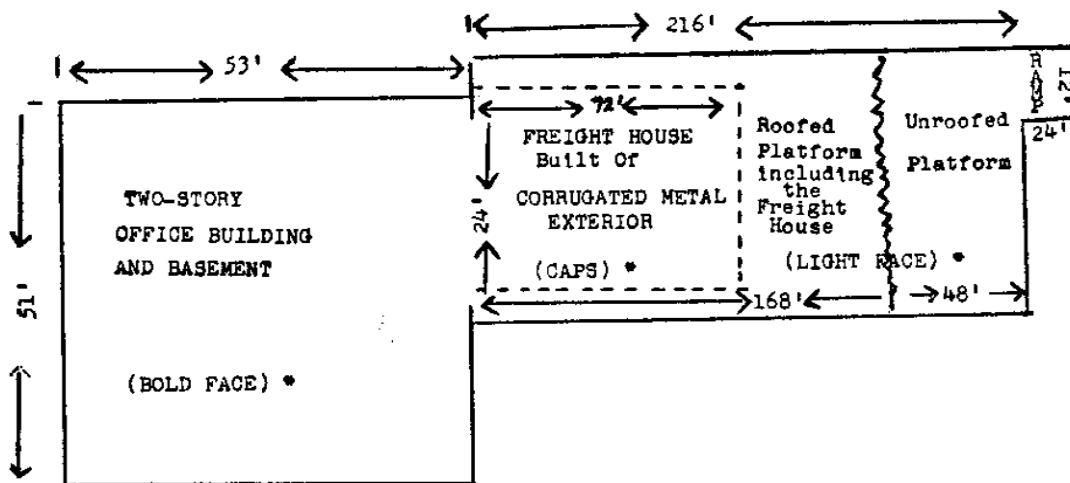 216'
53'
72'
RAMP
12'
24'
FREIGHT HOUSE
Built Of
CORRUGATED METAL
EXTERIOR
(CAPS) *
24'
Roofed
Platform
including
the
Freight
House
Unroofed
Platform
(LIGHT FACE) *
TWO-STORY
OFFICE BUILDING
AND BASEMENT
51'
168'
48'
(BOLD FACE) *